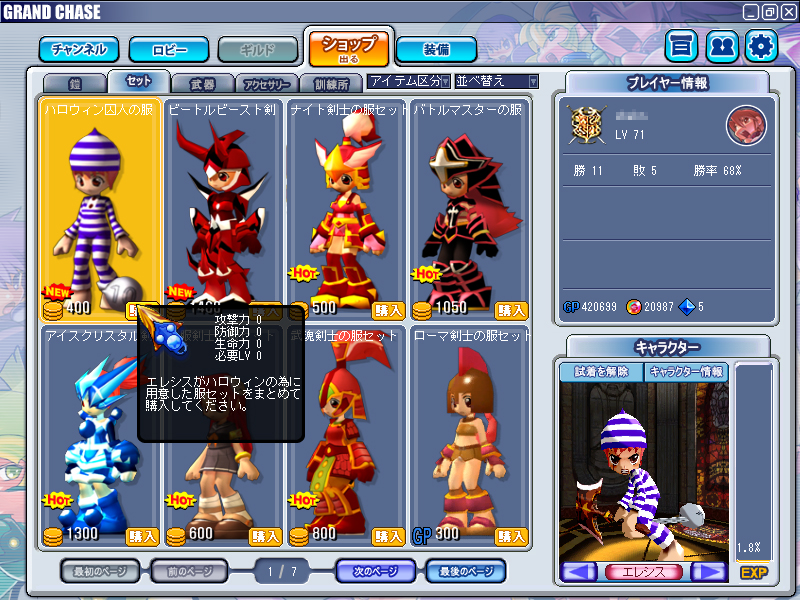 GRAND CHASE
チャンネル
ロビー
ギルド
ショップ
出る
装備
鎧
セット
武器
アクセサリー
訓練所
アイテム区分
並べ替え
ハロウィン囚人の服
ビートルビースト剣
ナイト剣士の服セット
バトルマスターの服
NEW
400
NEW
1400
HOT
500
購入
HOT
1050
購入
攻撃力 0
防御力 0
生命力 0
必要LV 0
エレシスがハロウィンの為に
用意した服セットをまとめて
購入してください。
アイスクリスタル
武魂剣士の服セット
ローマ剣士の服セット
HOT
1300
購入
HOT
600
購入
HOT
800
購入
GP 300
購入
最初のページ
前のページ
1 / 7
次のページ
最後のページ
プレイヤー情報
LV 71
勝 11 敗 5 勝率 68%
GP 420699 20987 5
キャラクター
試着を解除
キャラクター情報
1.8%
エレシス
EXP